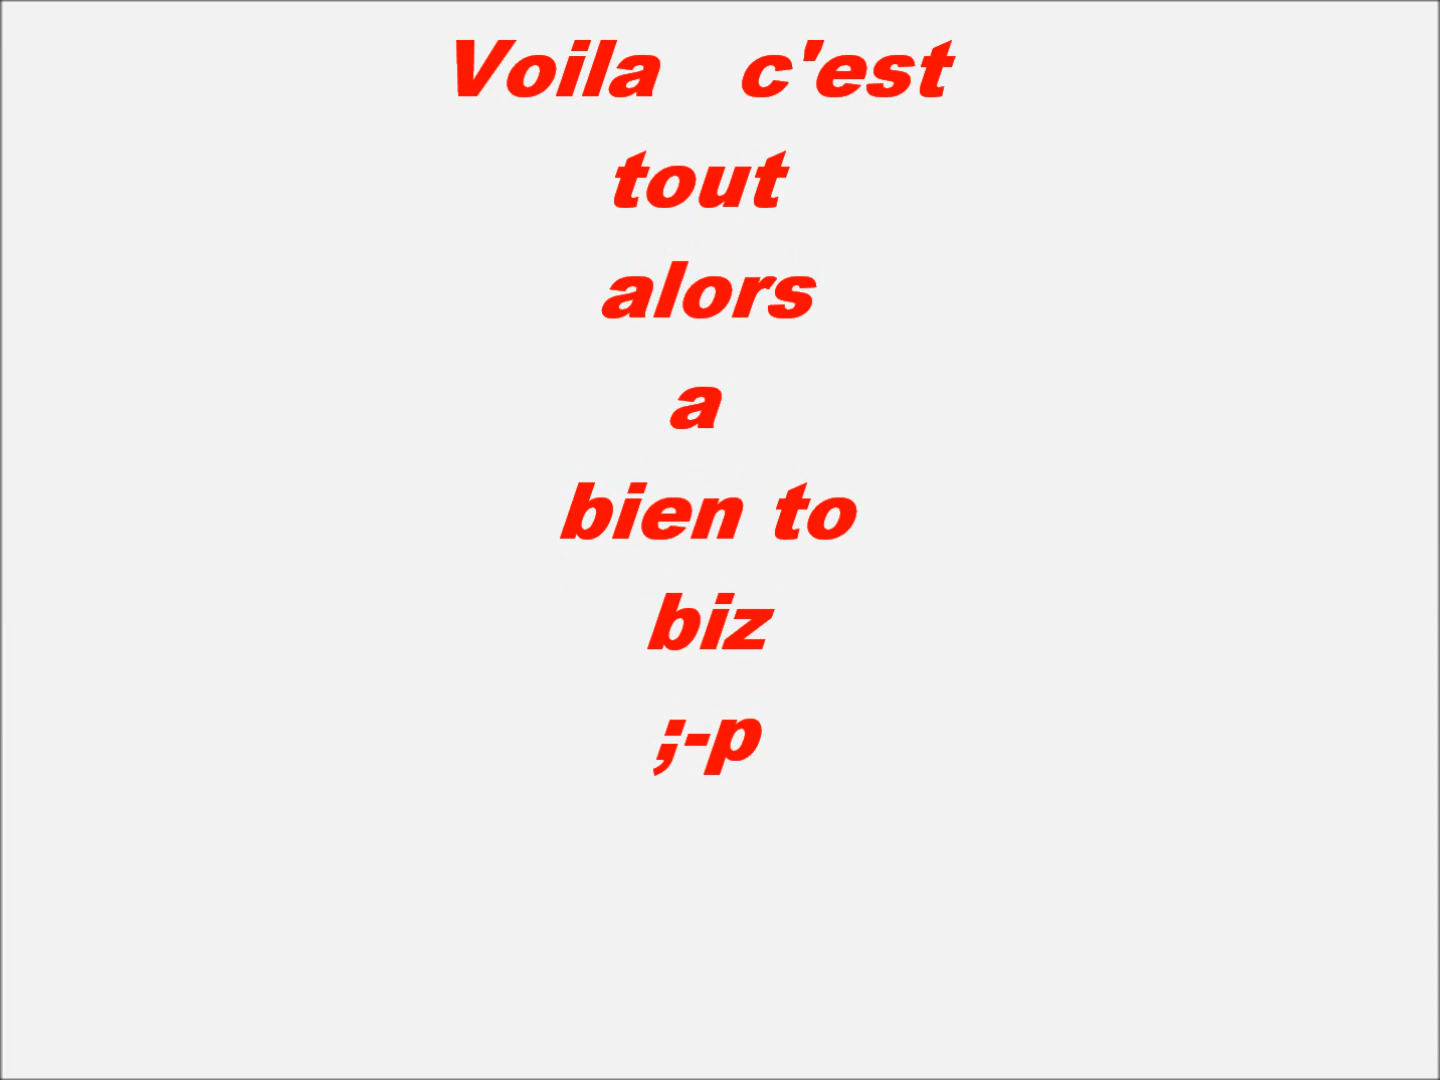 Voila c'est
tout
alors
a
bien to
biz
;-p